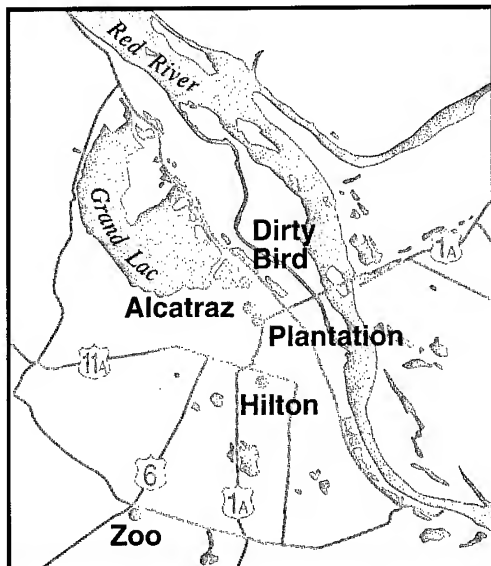 Red River
Grand Lac
Dirty
Bird
1A
Alcatraz
Plantation
11A
Hilton
6
1A
Zoo